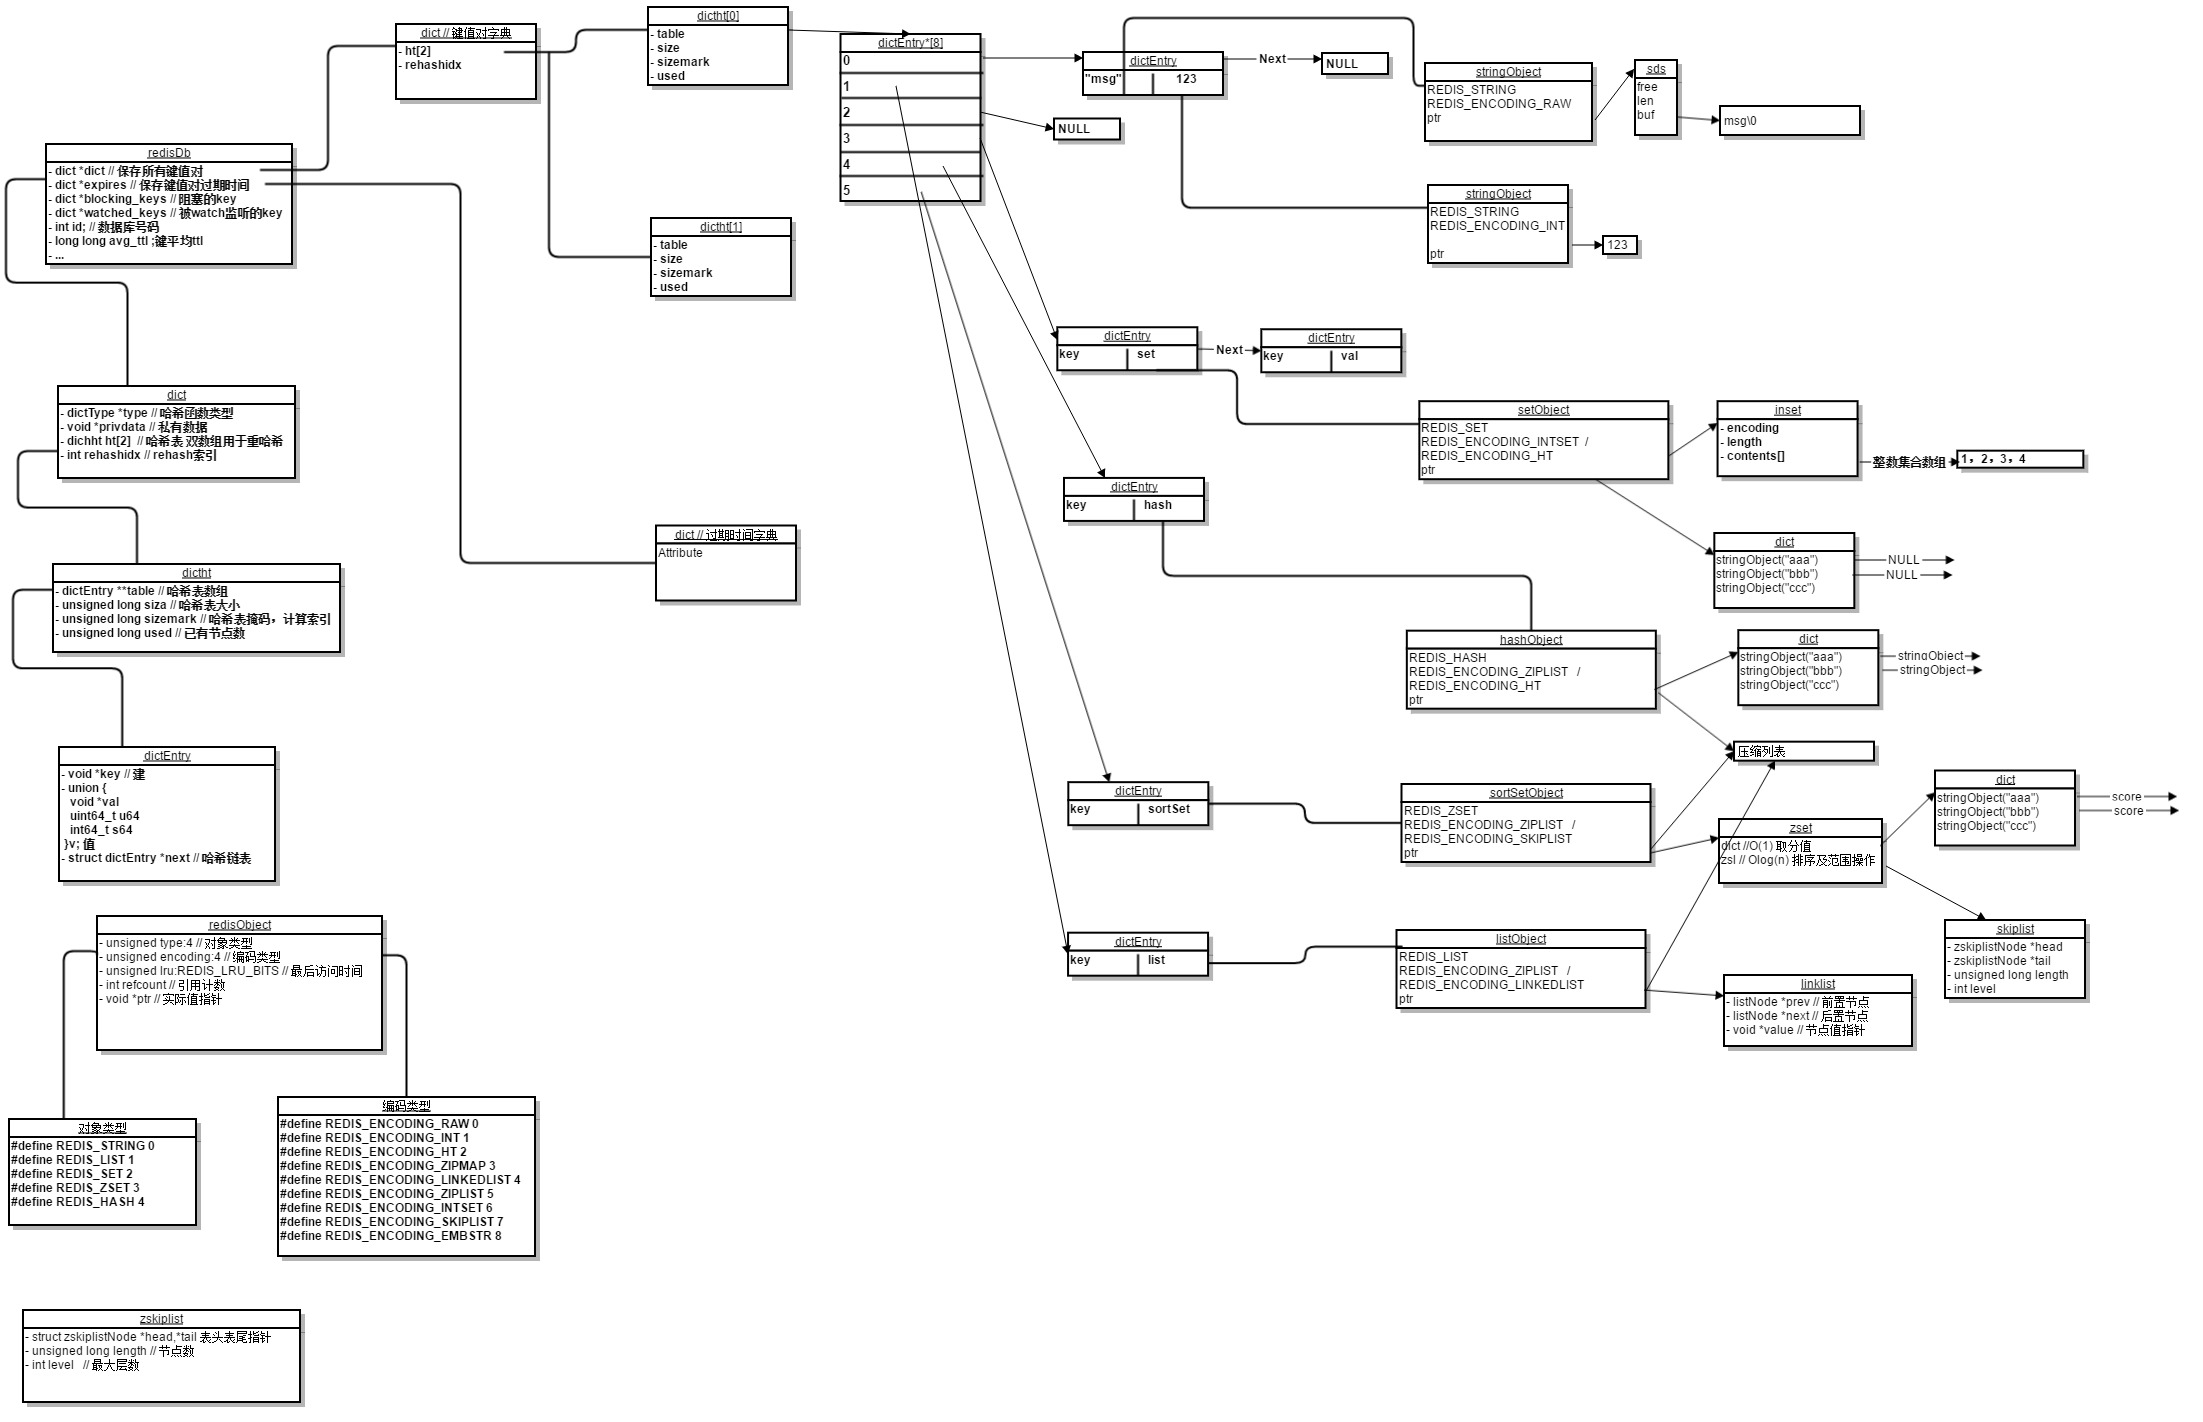 dict // 键值对字典
- ht[2]
- rehashidx
dictht[0]
- table
- size
- sizemark
- used
dictEntry*[8]
0
1
2
3
4
5
dictEntry
"msg" 123
Next
NULL
NULL
stringObject
REDIS_STRING
REDIS_ENCODING_RAW
ptr
sds
free
len
buf
msg\0
stringObject
REDIS_STRING
REDIS_ENCODING_INT
ptr
123
redisDb
- dict *dict // 保存所有键值对
- dict *expires // 保存键值对过期时间
- dict *blocking_keys // 阻塞的key
- dict *watched_keys // 被watch监听的key
- int id; // 数据库号码
- long long avg_ttl ;键平均ttl
- ...
dictht[1]
- table
- size
- sizemark
- used
dictEntry
key set
Next
dictEntry
key val
setObject
REDIS_SET
REDIS_ENCODING_INTSET /
REDIS_ENCODING_HT
ptr
inset
- encoding
- length
- contents[]
整数集合数组
1，2，3，4
dict
stringObject("aaa")
stringObject("bbb")
stringObject("ccc")
NULL
NULL
dict
- dictType *type // 哈希函数类型
- void *privdata // 私有数据
- dichht ht[2] // 哈希表 双数组用于重哈希
- int rehashidx // rehash索引
dictEntry
key hash
dict // 过期时间字典
Attribute
dictht
- dictEntry **table // 哈希表数组
- unsigned long siza // 哈希表大小
- unsigned long sizemark // 哈希表掩码，计算索引
- unsigned long used // 已有节点数
hashObject
REDIS_HASH
REDIS_ENCODING_ZIPLIST /
REDIS_ENCODING_HT
ptr
dict
stringObject("aaa")
stringObject("bbb")
stringObject("ccc")
stringObject
stringObject
压缩列表
dictEntry
- void *key // 建
- union {
void *val
uint64_t u64
int64_t s64
}v; 值
- struct dictEntry *next // 哈希链表
dictEntry
key sortSet
sortSetObject
REDIS_ZSET
REDIS_ENCODING_ZIPLIST /
REDIS_ENCODING_SKIPLIST
ptr
zset
dict //O(1) 取分值
zsl // Olog(n) 排序及范围操作
dict
stringObject("aaa")
stringObject("bbb")
stringObject("ccc")
score
score
skiplist
- zskiplistNode *head
- zskiplistNode *tail
- unsigned long length
- int level
dictEntry
key list
listObject
REDIS_LIST
REDIS_ENCODING_ZIPLIST /
REDIS_ENCODING_LINKEDLIST
ptr
linklist
- listNode *prev // 前置节点
- listNode *next // 后置节点
- void *value // 节点值指针
redisObject
- unsigned type:4 // 对象类型
- unsigned encoding:4 // 编码类型
- unsigned lru:REDIS_LRU_BITS // 最后访问时间
- int refcount // 引用计数
- void *ptr // 实际值指针
对象类型
#define REDIS_STRING 0
#define REDIS_LIST 1
#define REDIS_SET 2
#define REDIS_ZSET 3
#define REDIS_HASH 4
编码类型
#define REDIS_ENCODING_RAW 0
#define REDIS_ENCODING_INT 1
#define REDIS_ENCODING_HT 2
#define REDIS_ENCODING_ZIPMAP 3
#define REDIS_ENCODING_LINKEDLIST 4
#define REDIS_ENCODING_ZIPLIST 5
#define REDIS_ENCODING_INTSET 6
#define REDIS_ENCODING_SKIPLIST 7
#define REDIS_ENCODING_EMBSTR 8
zskiplist
- struct zskiplistNode *head,*tail 表头表尾指针
- unsigned long length // 节点数
- int level // 最大层数